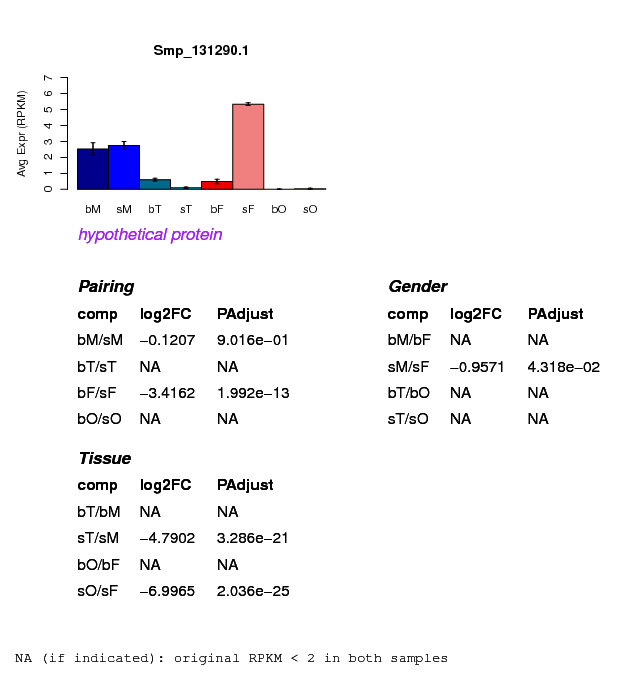 Smp_131290.1
Avg Expr (RPKM)
0 1 2 3 4 5 6 7
bM sM bT sT bF sF bO sO
hypothetical protein
Pairing
comp log2FC PAdjust
bM/sM −0.1207 9.016e−01
bT/sT NA NA
bF/sF −3.4162 1.992e−13
bO/sO NA NA
Gender
comp log2FC PAdjust
bM/bF NA NA
sM/sF −0.9571 4.318e−02
bT/bO NA NA
sT/sO NA NA
Tissue
comp log2FC PAdjust
bT/bM NA NA
sT/sM −4.7902 3.286e−21
bO/bF NA NA
sO/sF −6.9965 2.036e−25
NA (if indicated): original RPKM < 2 in both samples